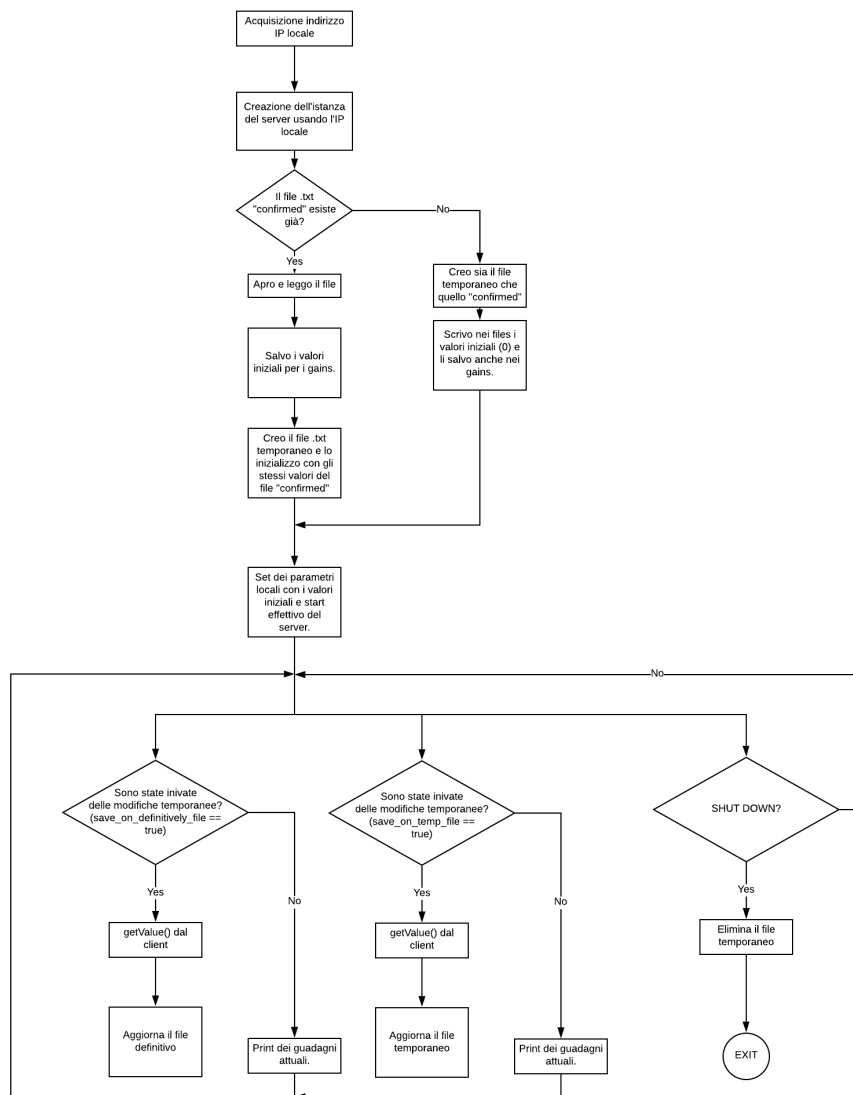 Acquisizione indirizzo
IP locale
Creazione dell'istanza
del server usando l'IP
locale
Il file .txt
"confirmed" esiste
già?
No
Yes
Creo sia il file
temporaneo che
quello "confirmed"
Apro e leggo il file
Scrivo nei files i
valori iniziali (0) e
li salvo anche nei
gains.
Salvo i valori
iniziali per i gains.
Creo il file .txt
temporaneo e lo
inizializzo con gli
stessi valori del
file "confirmed"
Set dei parametri
locali con i valori
iniziali e start
effettivo del
server.
No
Sono state inivate
delle modifiche temporanee?
(save_on_definitively_file ==
true)
Sono state inivate
delle modifiche temporanee?
(save_on_temp_file ==
true)
SHUT DOWN?
Yes
No
Yes
No
Yes
getValue() dal
client
getValue() dal
client
Elimina il file
temporaneo
Aggiorna il file
definitivo
Print dei guadagni
attuali.
Aggiorna il file
temporaneo
Print dei guadagni
attuali.
EXIT